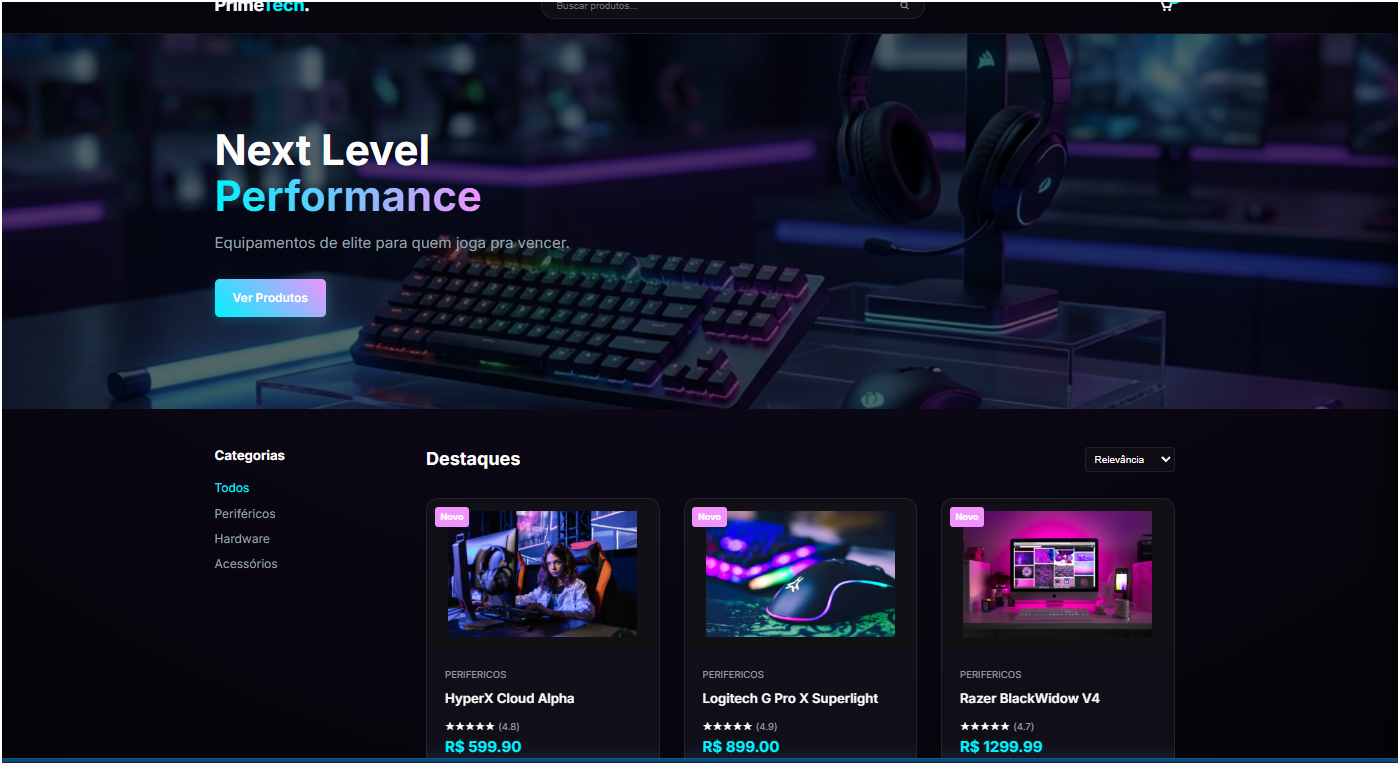 PrimeTech.
Buscar produtos...
Next Level
Performance
Equipamentos de elite para quem joga pra vencer.
Ver Produtos
Categorias
Todos
Periféricos
Hardware
Acessórios
Destaques
Relevância
Novo
PERIFERICOS
HyperX Cloud Alpha
★★★★★ (4.8)
R$ 599.90
Novo
PERIFERICOS
Logitech G Pro X Superlight
★★★★★ (4.9)
R$ 899.00
Novo
PERIFERICOS
Razer BlackWidow V4
★★★★★ (4.7)
R$ 1299.99